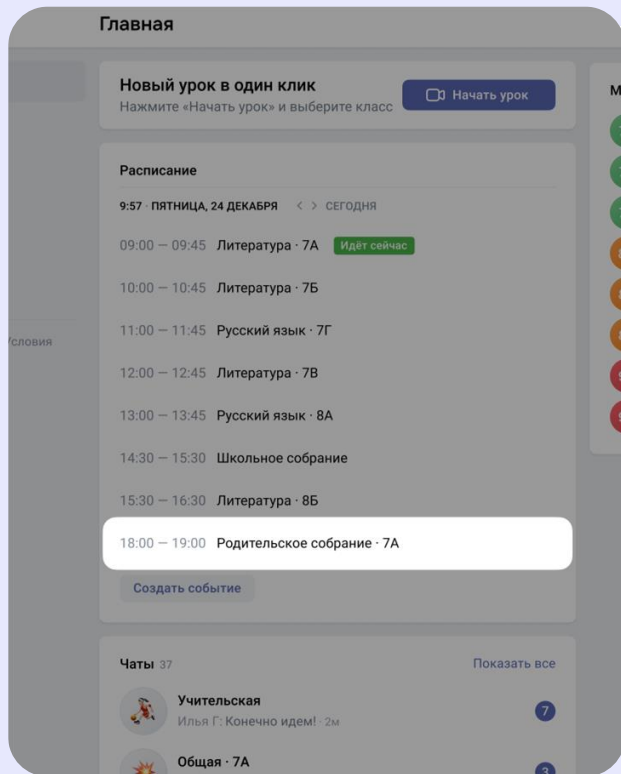 Главная
Новый урок в один клик
Нажмите «Начать урок» и выберите класс
Начать урок
Расписание
9:57 · ПЯТНИЦА, 24 ДЕКАБРЯ < > СЕГОДНЯ
09:00 — 09:45 Литература · 7А Идёт сейчас
10:00 — 10:45 Литература · 7Б
11:00 — 11:45 Русский язык · 7Г
12:00 — 12:45 Литература · 7В
13:00 — 13:45 Русский язык · 8А
14:30 — 15:30 Школьное собрание
15:30 — 16:30 Литература · 8Б
18:00 — 19:00 Родительское собрание · 7А
Создать событие
Чаты 37
Показать все
Учительская
Илья Г: Конечно идем! · 2м
7
Общая · 7А
3